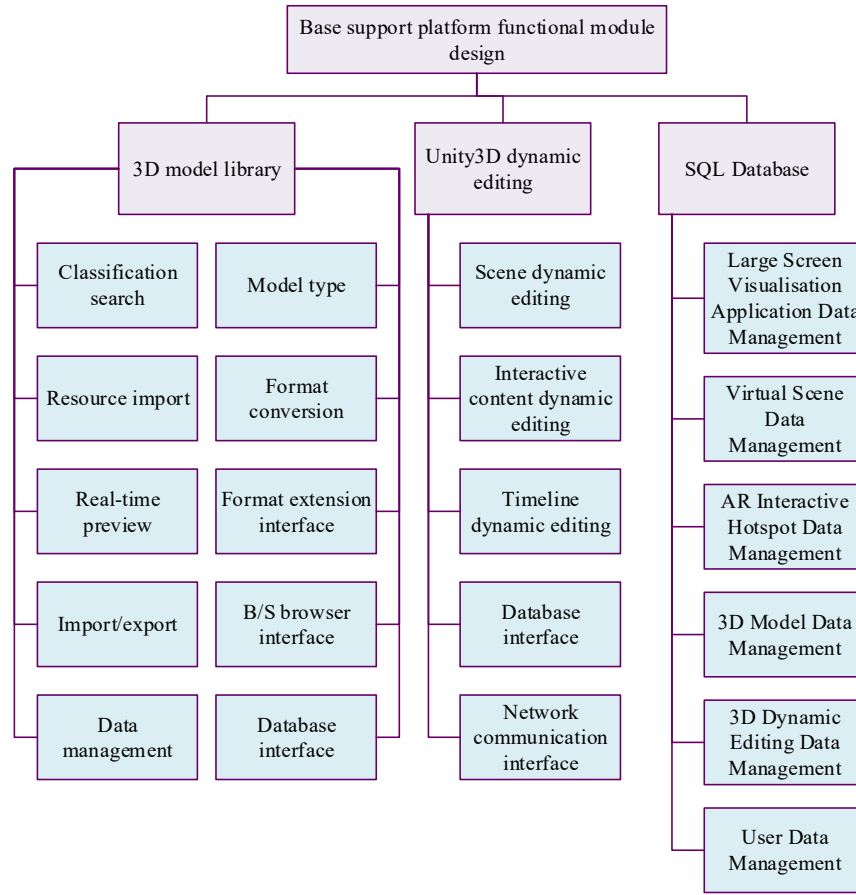 Base support platform functional module
design
3D model library
Unity3D dynamic
editing
SQL Database
Classification
search
Model type
Resource import
Format
conversion
Real-time
preview
Format extension
interface
Import/export
B/S browser
interface
Data
management
Database
interface
Scene dynamic
editing
Interactive
content dynamic
editing
Timeline
dynamic editing
Database
interface
Network
communication
interface
Large Screen
Visualisation
Application Data
Management
Virtual Scene
Data
Management
AR Interactive
Hotspot Data
Management
3D Model Data
Management
3D Dynamic
Editing Data
Management
User Data
Management